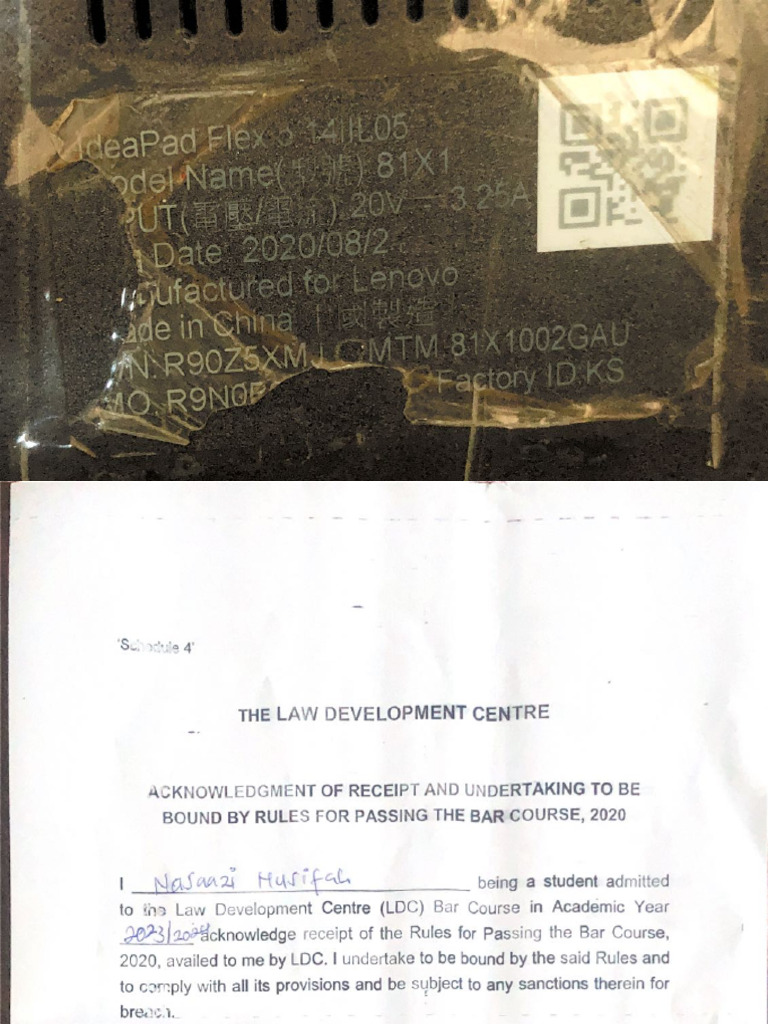 IdeaPad Flex 5 14IIL05
odel Name(型號) 81X1
PUT(電壓/電流) 20V⎓3.25A
Date 2020/08/2
nufactured for Lenovo
ade in China 國製造
N: R90Z5XM MTM 81X1002GAU
MO: R9N0 Factory ID:KS
'Schedule 4'
THE LAW DEVELOPMENT CENTRE
ACKNOWLEDGMENT OF RECEIPT AND UNDERTAKING TO BE
BOUND BY RULES FOR PASSING THE BAR COURSE, 2020
I Nasaazi Husifah being a student admitted
to the Law Development Centre (LDC) Bar Course in Academic Year
2023/2024 acknowledge receipt of the Rules for Passing the Bar Course,
2020, availed to me by LDC. I undertake to be bound by the said Rules and
to comply with all its provisions and be subject to any sanctions therein for
breach.